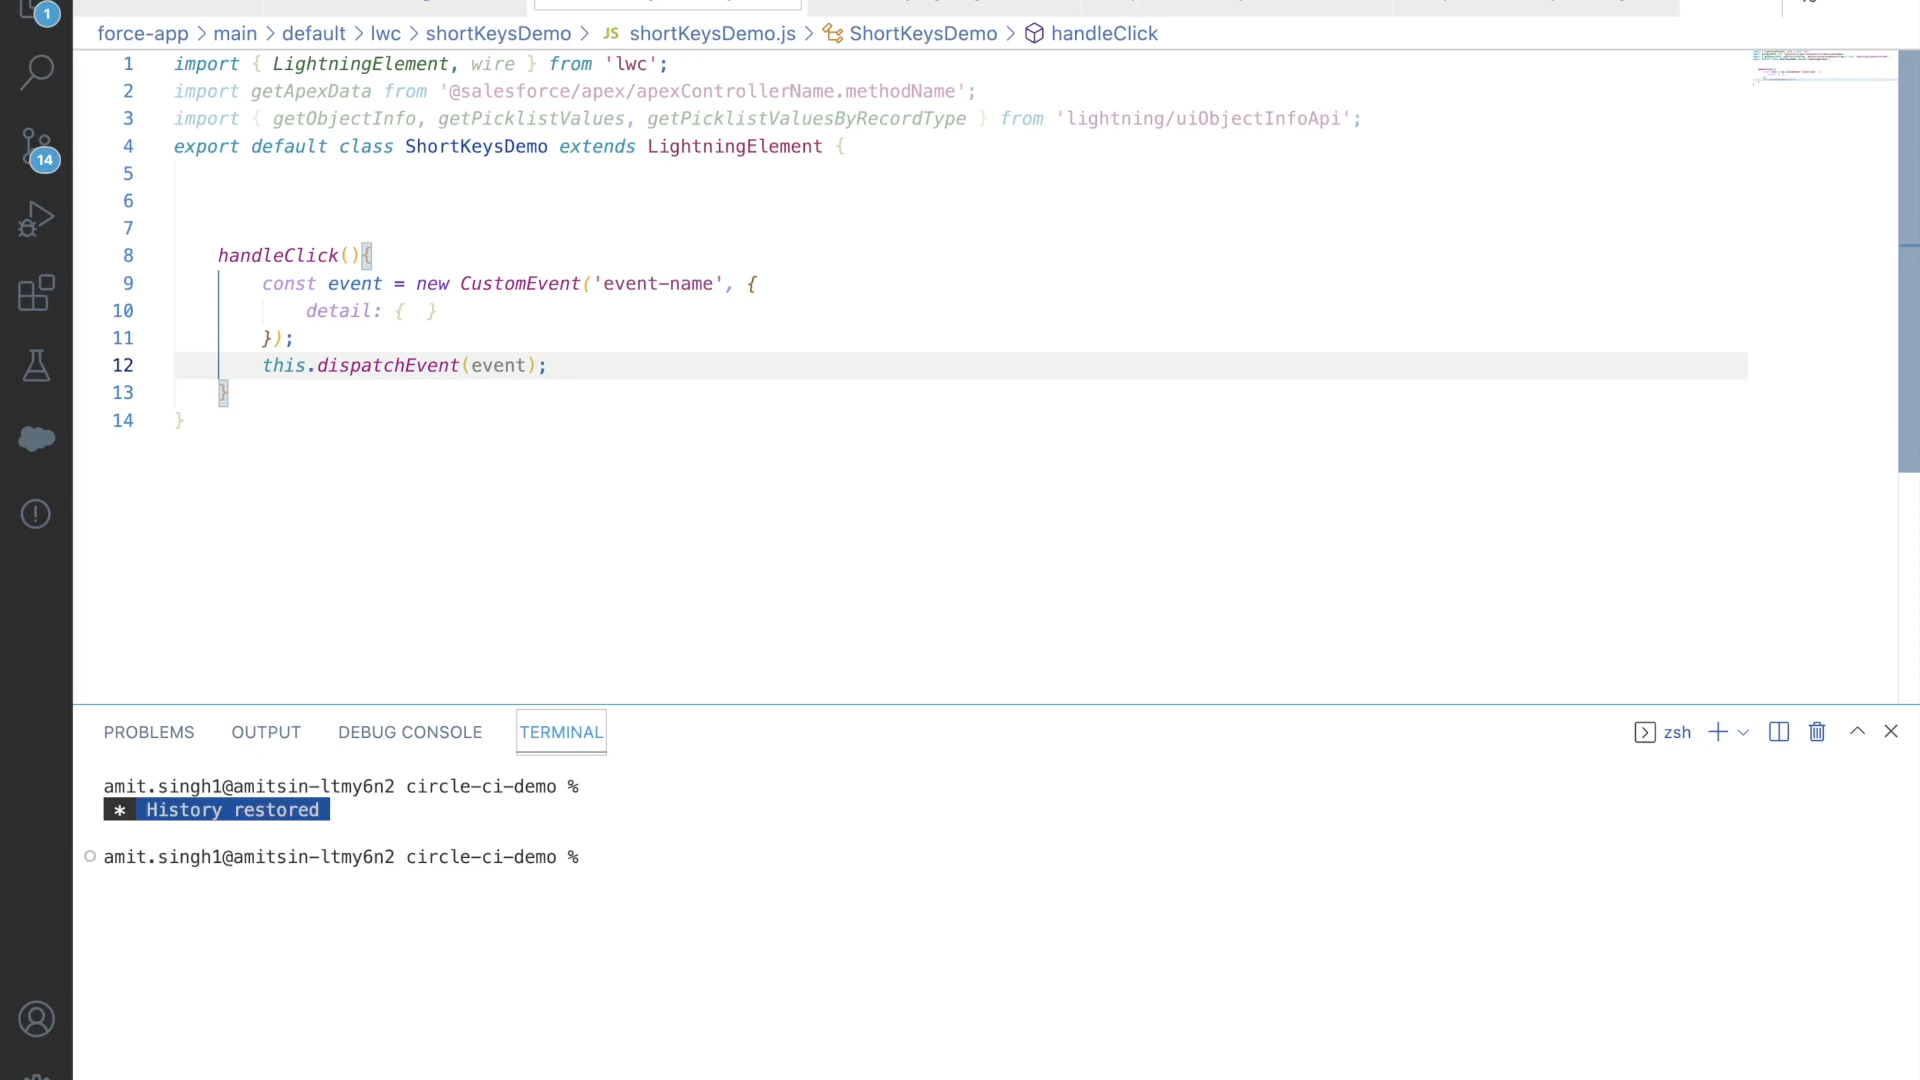 1
force-app > main > default > lwc > shortKeysDemo > JS shortKeysDemo.js > ShortKeysDemo > handleClick
1 import { LightningElement, wire } from 'lwc';
2 import getApexData from '@salesforce/apex/apexControllerName.methodName';
3 import { getObjectInfo, getPicklistValues, getPicklistValuesByRecordType } from 'lightning/uiObjectInfoApi';
4 export default class ShortKeysDemo extends LightningElement {
14
5
6
7
8 handleClick(){
9 const event = new CustomEvent('event-name', {
10 detail: {  }
11 });
12 this.dispatchEvent(event);
13 }
14 }
PROBLEMS OUTPUT DEBUG CONSOLE TERMINAL zsh
amit.singh1@amitsin-ltmy6n2 circle-ci-demo %
* History restored
amit.singh1@amitsin-ltmy6n2 circle-ci-demo %